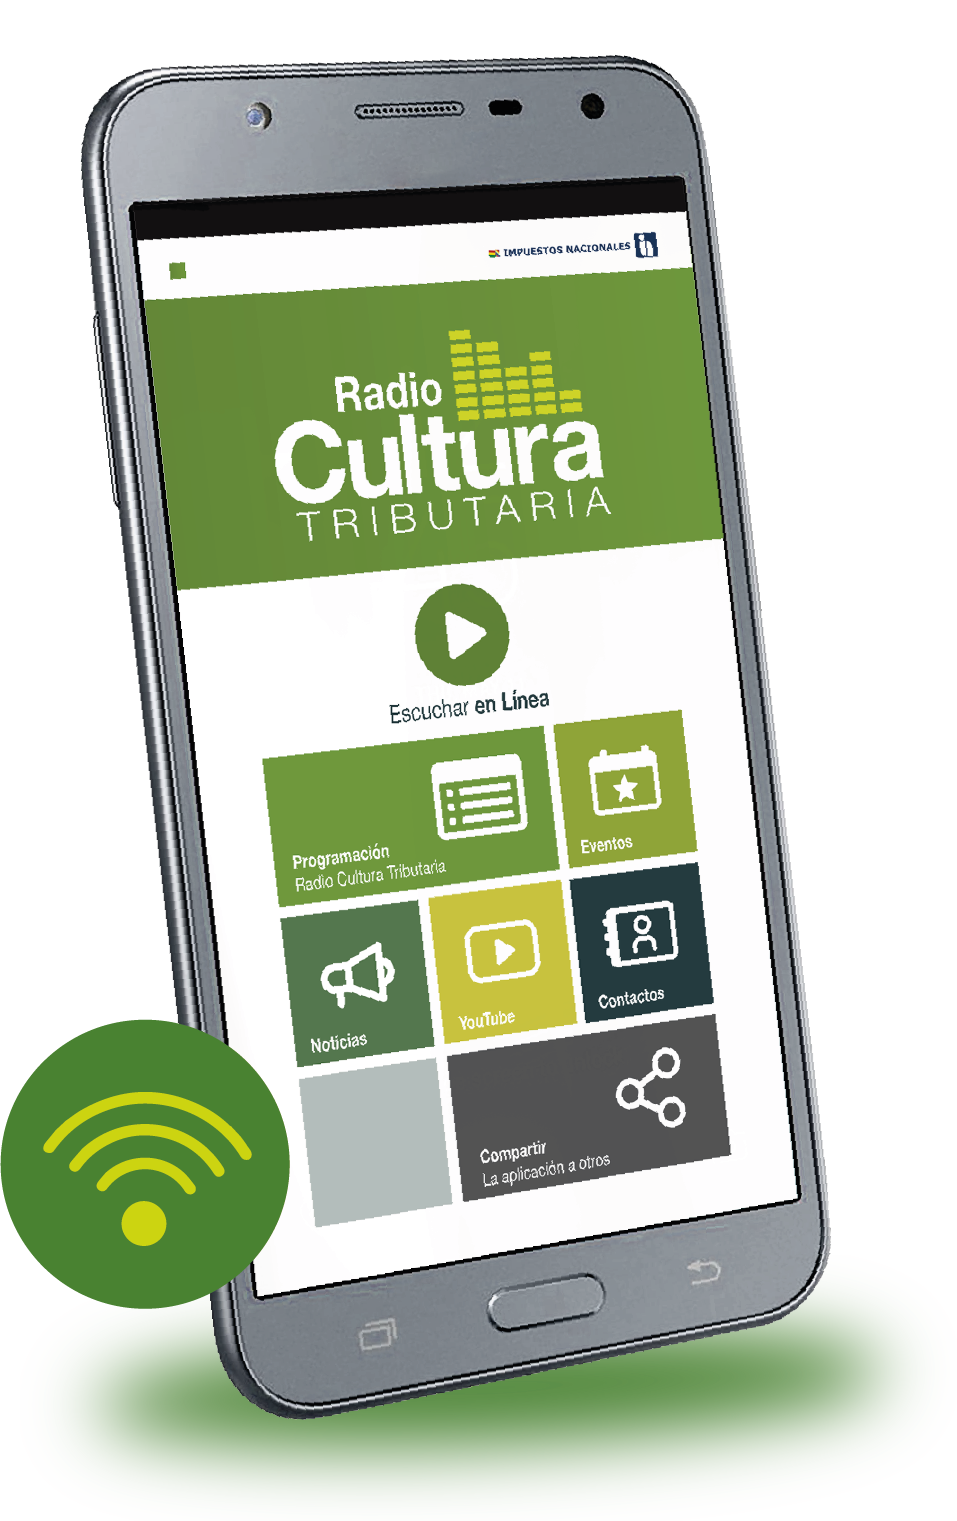 IMPUESTOS NACIONALES
Radio
Cultura
TRIBUTARIA
Escuchar en Línea
Programación
Radio Cultura Tributaria
Eventos
Noticias
YouTube
Contactos
Compartir
La aplicación a otros